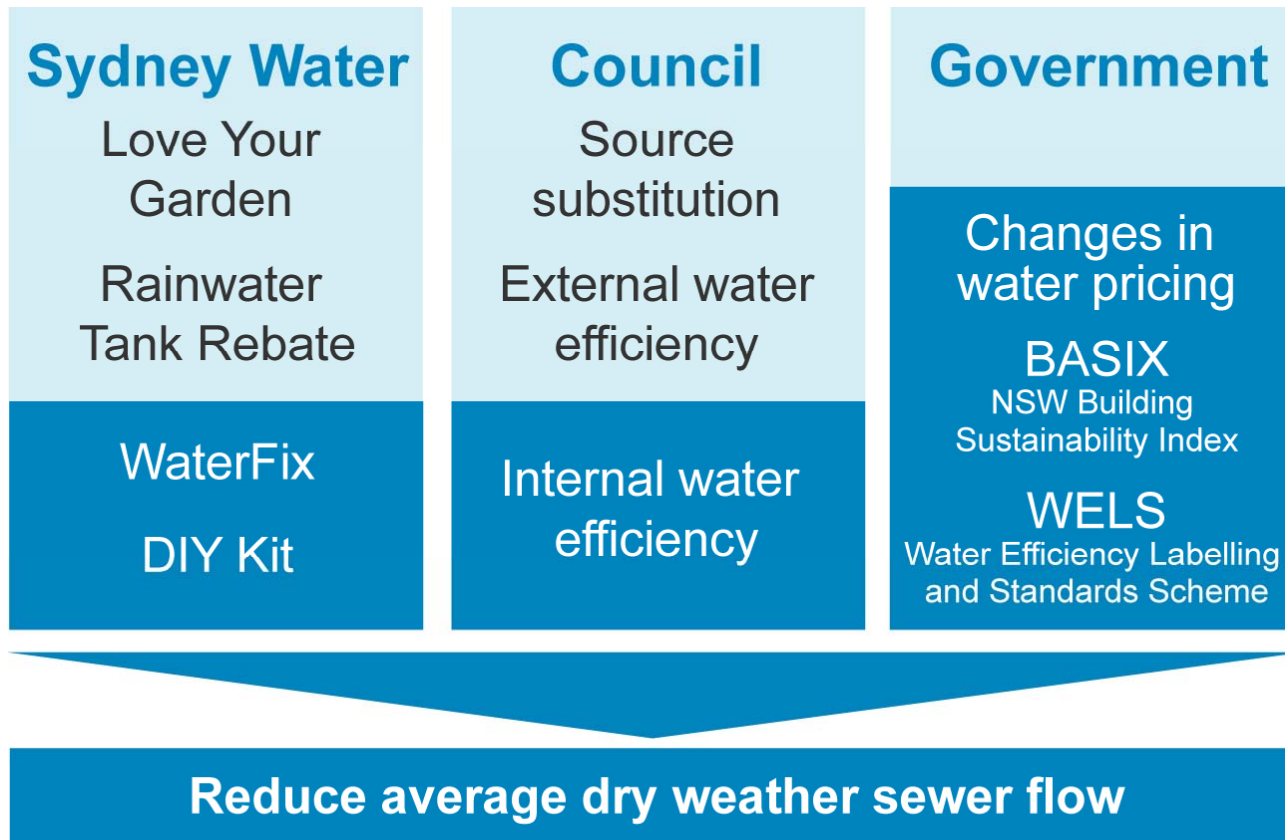 Sydney Water
Love Your
Garden
Rainwater
Tank Rebate
WaterFix
DIY Kit
Council
Source
substitution
External water
efficiency
Internal water
efficiency
Government
Changes in
water pricing
BASIX
NSW Building
Sustainability Index
WELS
Water Efficiency Labelling
and Standards Scheme
Reduce average dry weather sewer flow